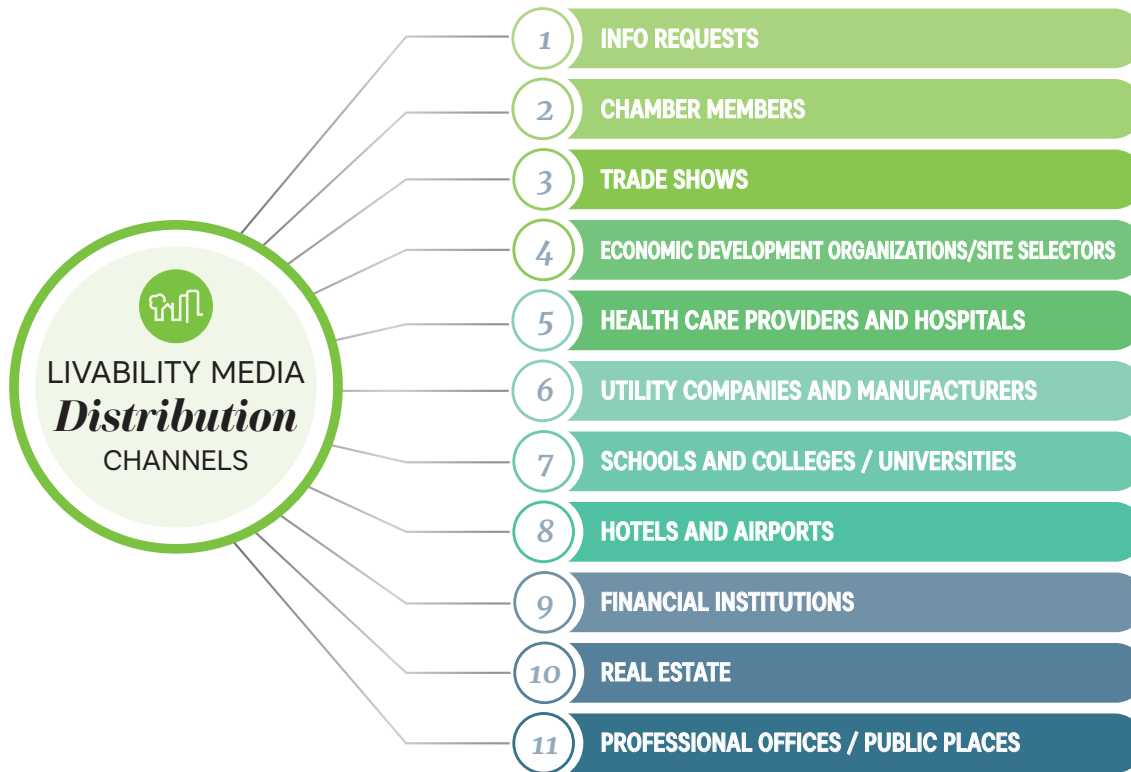 LIVABILITY MEDIA
Distribution
CHANNELS
1 INFO REQUESTS
2 CHAMBER MEMBERS
3 TRADE SHOWS
4 ECONOMIC DEVELOPMENT ORGANIZATIONS/SITE SELECTORS
5 HEALTH CARE PROVIDERS AND HOSPITALS
6 UTILITY COMPANIES AND MANUFACTURERS
7 SCHOOLS AND COLLEGES / UNIVERSITIES
8 HOTELS AND AIRPORTS
9 FINANCIAL INSTITUTIONS
10 REAL ESTATE
11 PROFESSIONAL OFFICES / PUBLIC PLACES